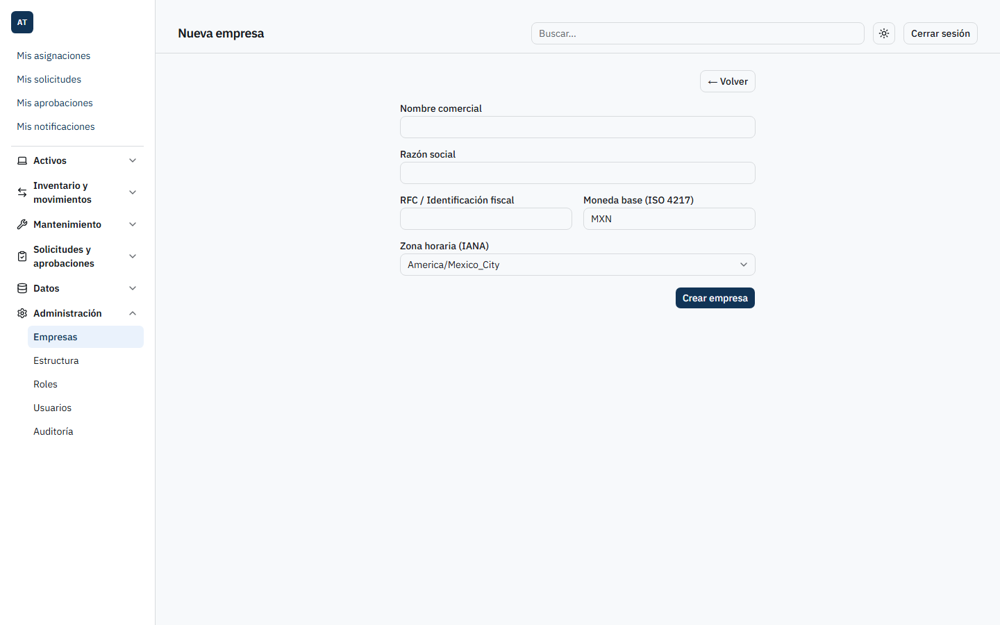 AT
Mis asignaciones
Mis solicitudes
Mis aprobaciones
Mis notificaciones
Activos
Inventario y
movimientos
Mantenimiento
Solicitudes y
aprobaciones
Datos
Administración
Empresas
Estructura
Roles
Usuarios
Auditoría
Nueva empresa
Buscar...
Cerrar sesión
← Volver
Nombre comercial
Razón social
RFC / Identificación fiscal
Moneda base (ISO 4217)
MXN
Zona horaria (IANA)
America/Mexico_City
Crear empresa